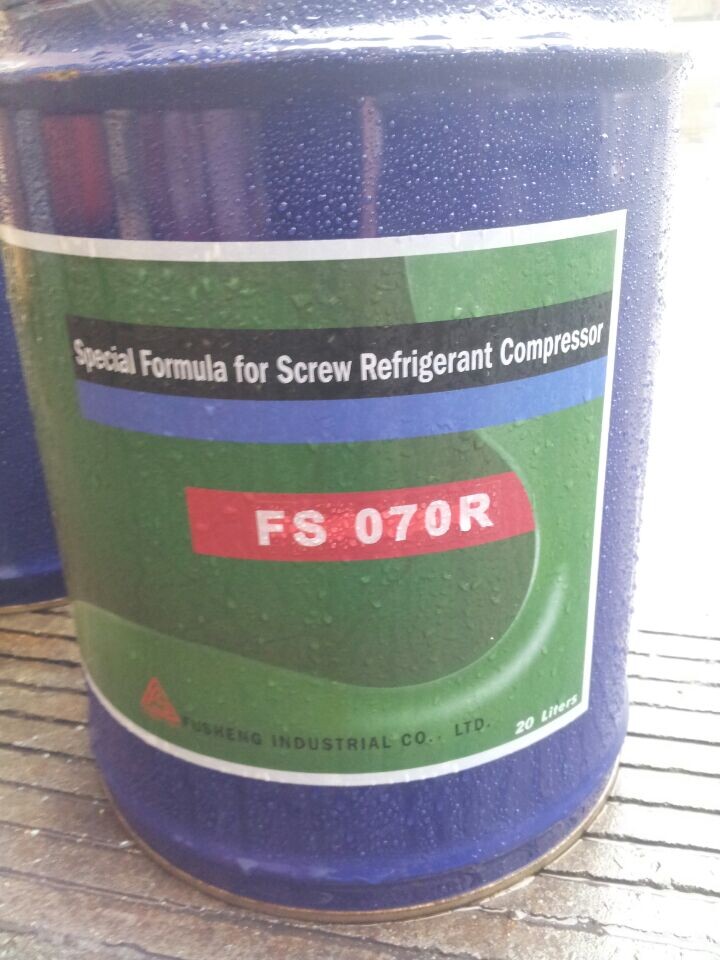 Special Formula for Screw Refrigerant Compressor
FS 070R
FUSHENG INDUSTRIAL CO.. LTD.
20 Liters